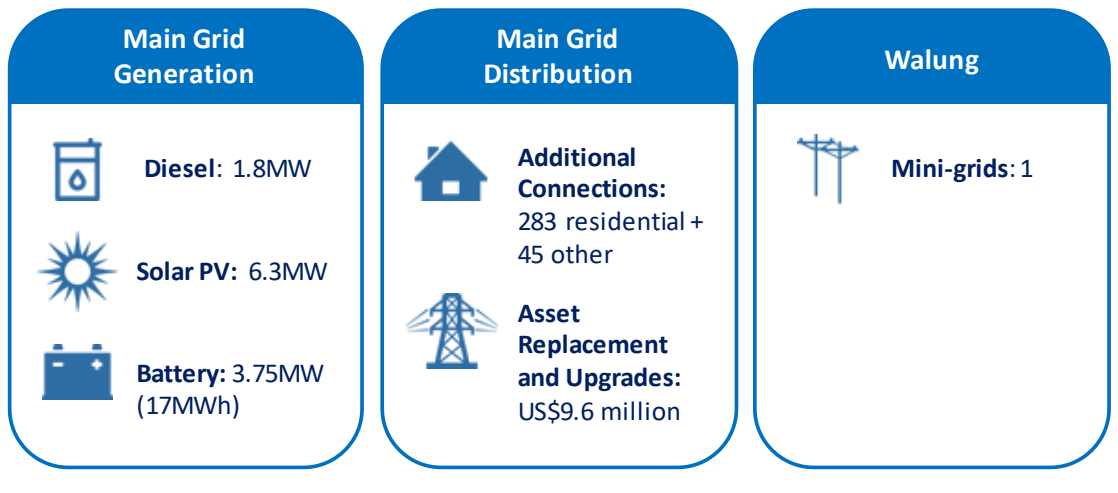 Main Grid
Generation
Diesel: 1.8MW
Solar PV: 6.3MW
Battery: 3.75MW
(17MWh)
Main Grid
Distribution
Additional
Connections:
283 residential +
45 other
Asset
Replacement
and Upgrades:
US$9.6 million
Walung
Mini-grids: 1